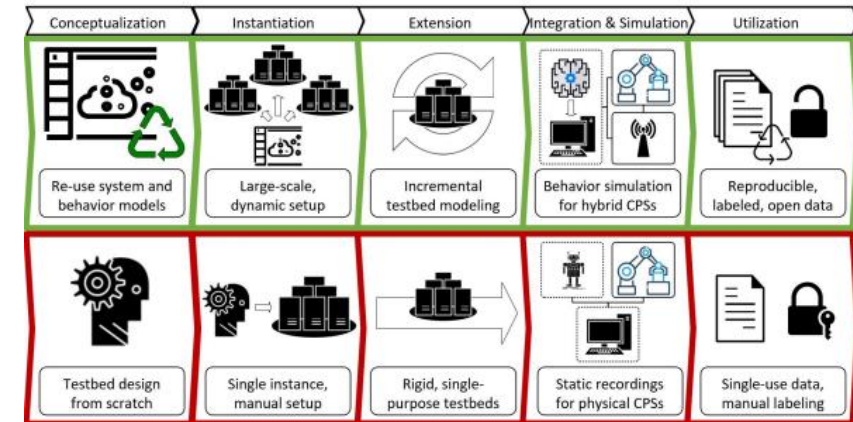 Conceptualization
Instantiation
Extension
Integration & Simulation
Utilization
Re-use system and
behavior models
Large-scale,
dynamic setup
Incremental
testbed modeling
Behavior simulation
for hybrid CPSs
Reproducible,
labeled, open data
Testbed design
from scratch
Single instance,
manual setup
Rigid, single-
purpose testbeds
Static recordings
for physical CPSs
Single-use data,
manual labeling